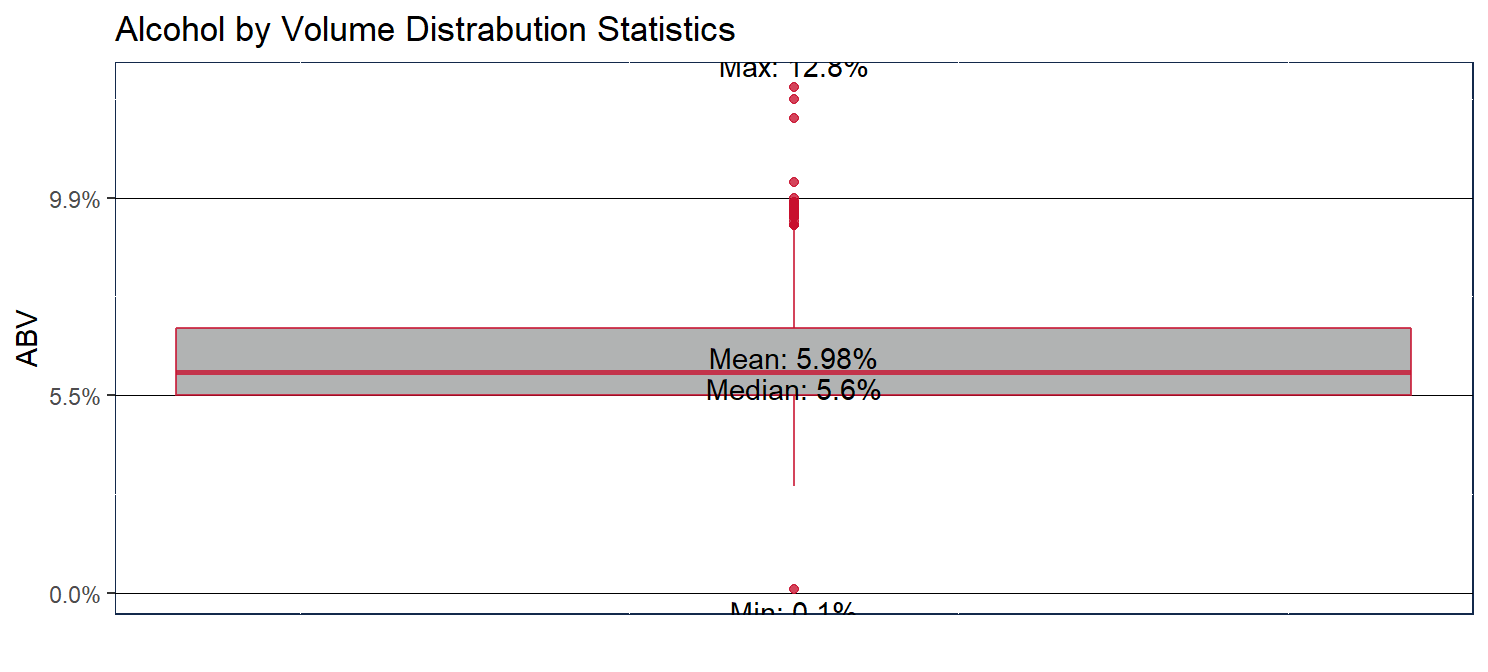 Alcohol by Volume Distrabution Statistics
Max: 12.8%
9.9%
Mean: 5.98%
ABV
Median: 5.6%
5.5%
0.0%
Min: 0.1%